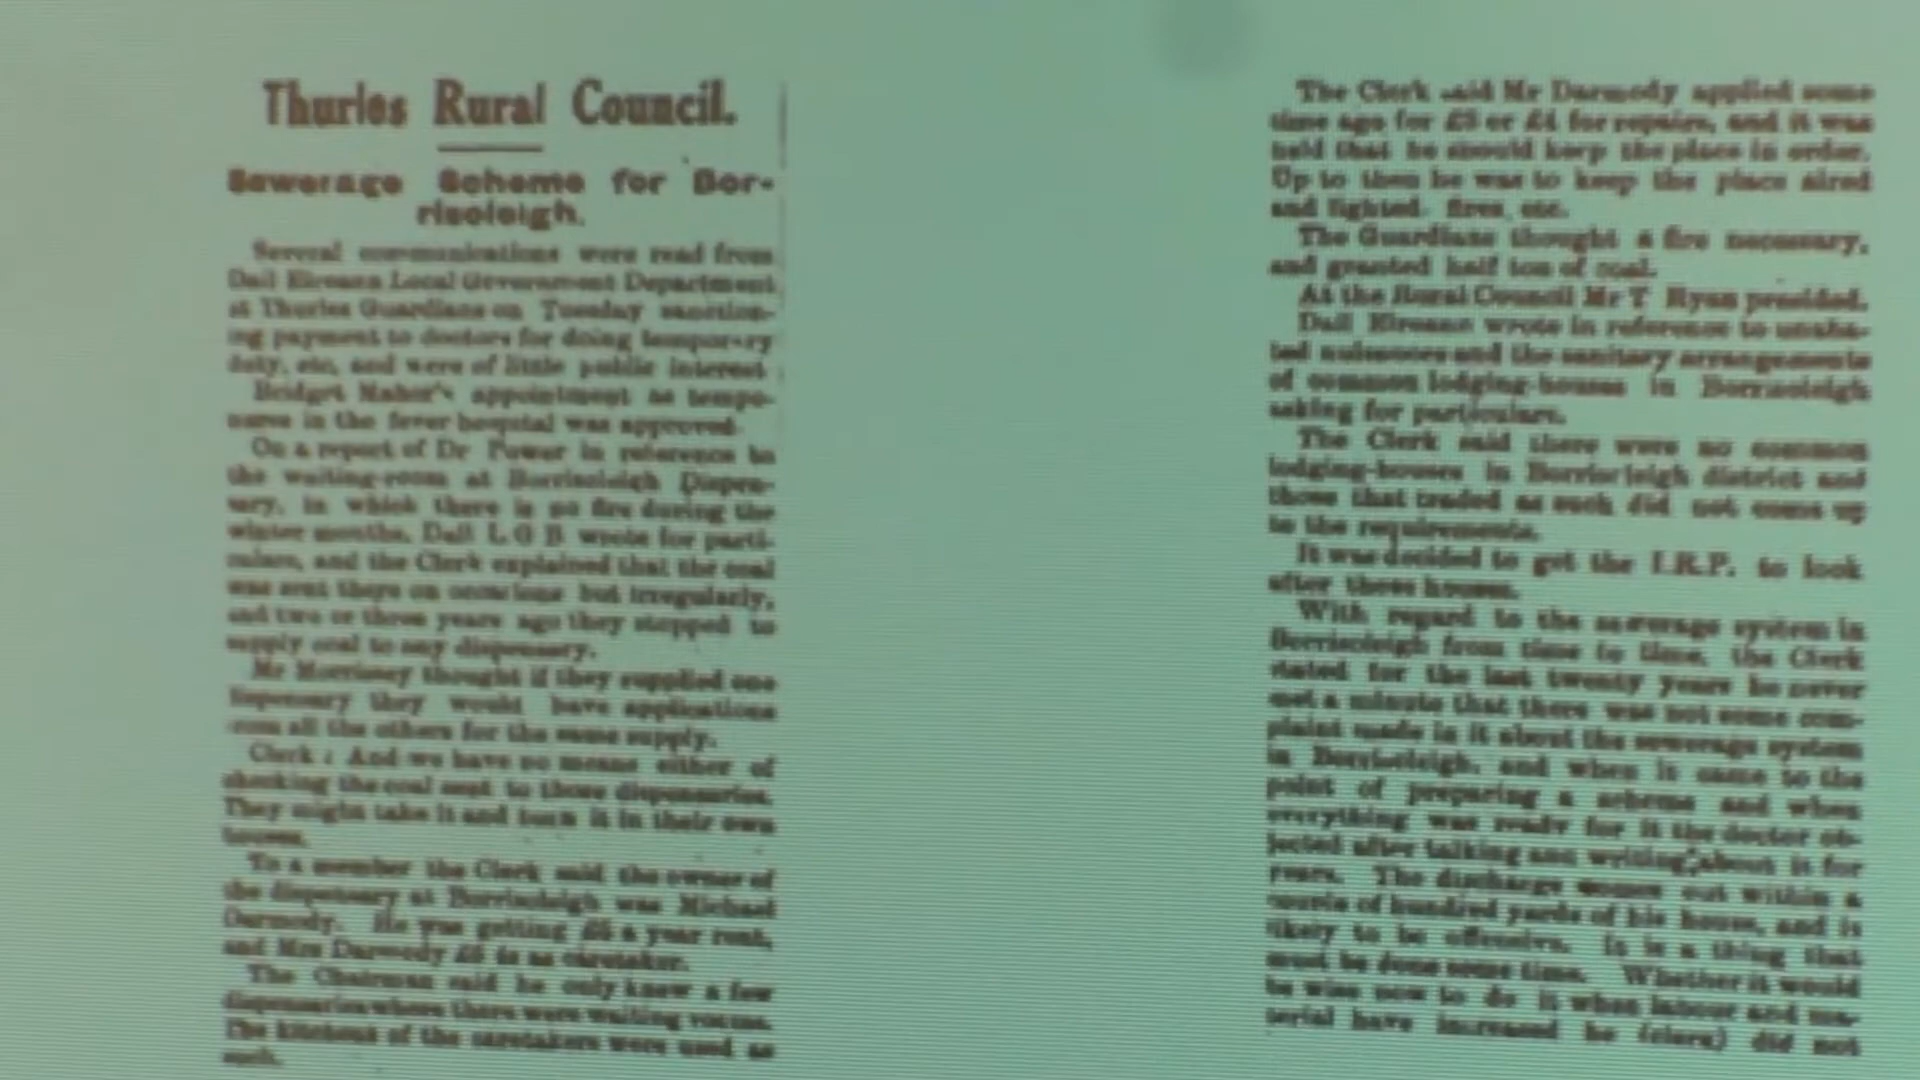 Thurles Rural Council.
Sewerage Scheme for Bor-
risoleigh.
Several communications were read from
Dail Eireann Local Government Department
at Thurles Guardians on Tuesday sanction-
ing payment to doctors for doing temporary
duty, etc, and were of little public interest
Bridget Maher's appointment as tempo-
nurse in the fever hospital was approved.
On a report of Dr Power in reference to
the waiting-room at Borrisoleigh Dispen-
sary, in which there is no fire during the
winter months, Dail L G B wrote for parti-
culars, and the Clerk explained that the coal
was sent there on occasions but irregularly,
and two or three years ago they stopped to
supply coal to any dispensary.
Mr Morrissey thought if they supplied one
dispensary they would have applications
from all the others for the same supply.
Clerk: And we have no means either of
checking the coal sent to those dispensaries.
They might take it and burn it in their own
houses.
To a member the Clerk said the owner of
the dispensary at Borrisoleigh was Michael
Darmody. He was getting £5 a year rent,
and Mrs Darmody £5 as caretaker.
The Chairman said he only knew a few
dispensaries where there were waiting rooms.
The kitchens of the caretakers were used as
such.
The Clerk said Mr Darmody applied some
time ago for £3 or £4 for repairs, and it was
held that he should keep the place in order.
Up to then he was to keep the place aired
and lighted fires, etc.
The Guardians thought a fire necessary,
and granted half ton of coal.
At the Rural Council Mr T Ryan presided.
Dail Eireann wrote in reference to unaba-
ted nuisances and the sanitary arrangements
of common lodging-houses in Borrisoleigh
asking for particulars.
The Clerk said there were no common
lodging-houses in Borrisoleigh district and
those that traded as such did not come up
to the requirements.
It was decided to get the I.R.P. to look
after these houses.
With regard to the sewerage system in
Borrisoleigh from time to time, the Clerk
stated for the last twenty years he never
met a minute that there was not some com-
plaint made in it about the sewerage system
in Borrisoleigh, and when it came to the
point of preparing a scheme and when
everything was ready for it the doctor ob-
jected after talking and writing about it for
years. The discharge comes out within a
couple of hundred yards of his house, and is
likely to be offensive. It is a thing that
must be done some time. Whether it would
be wise now to do it when labour and ma-
terial have increased he (clerk) did not